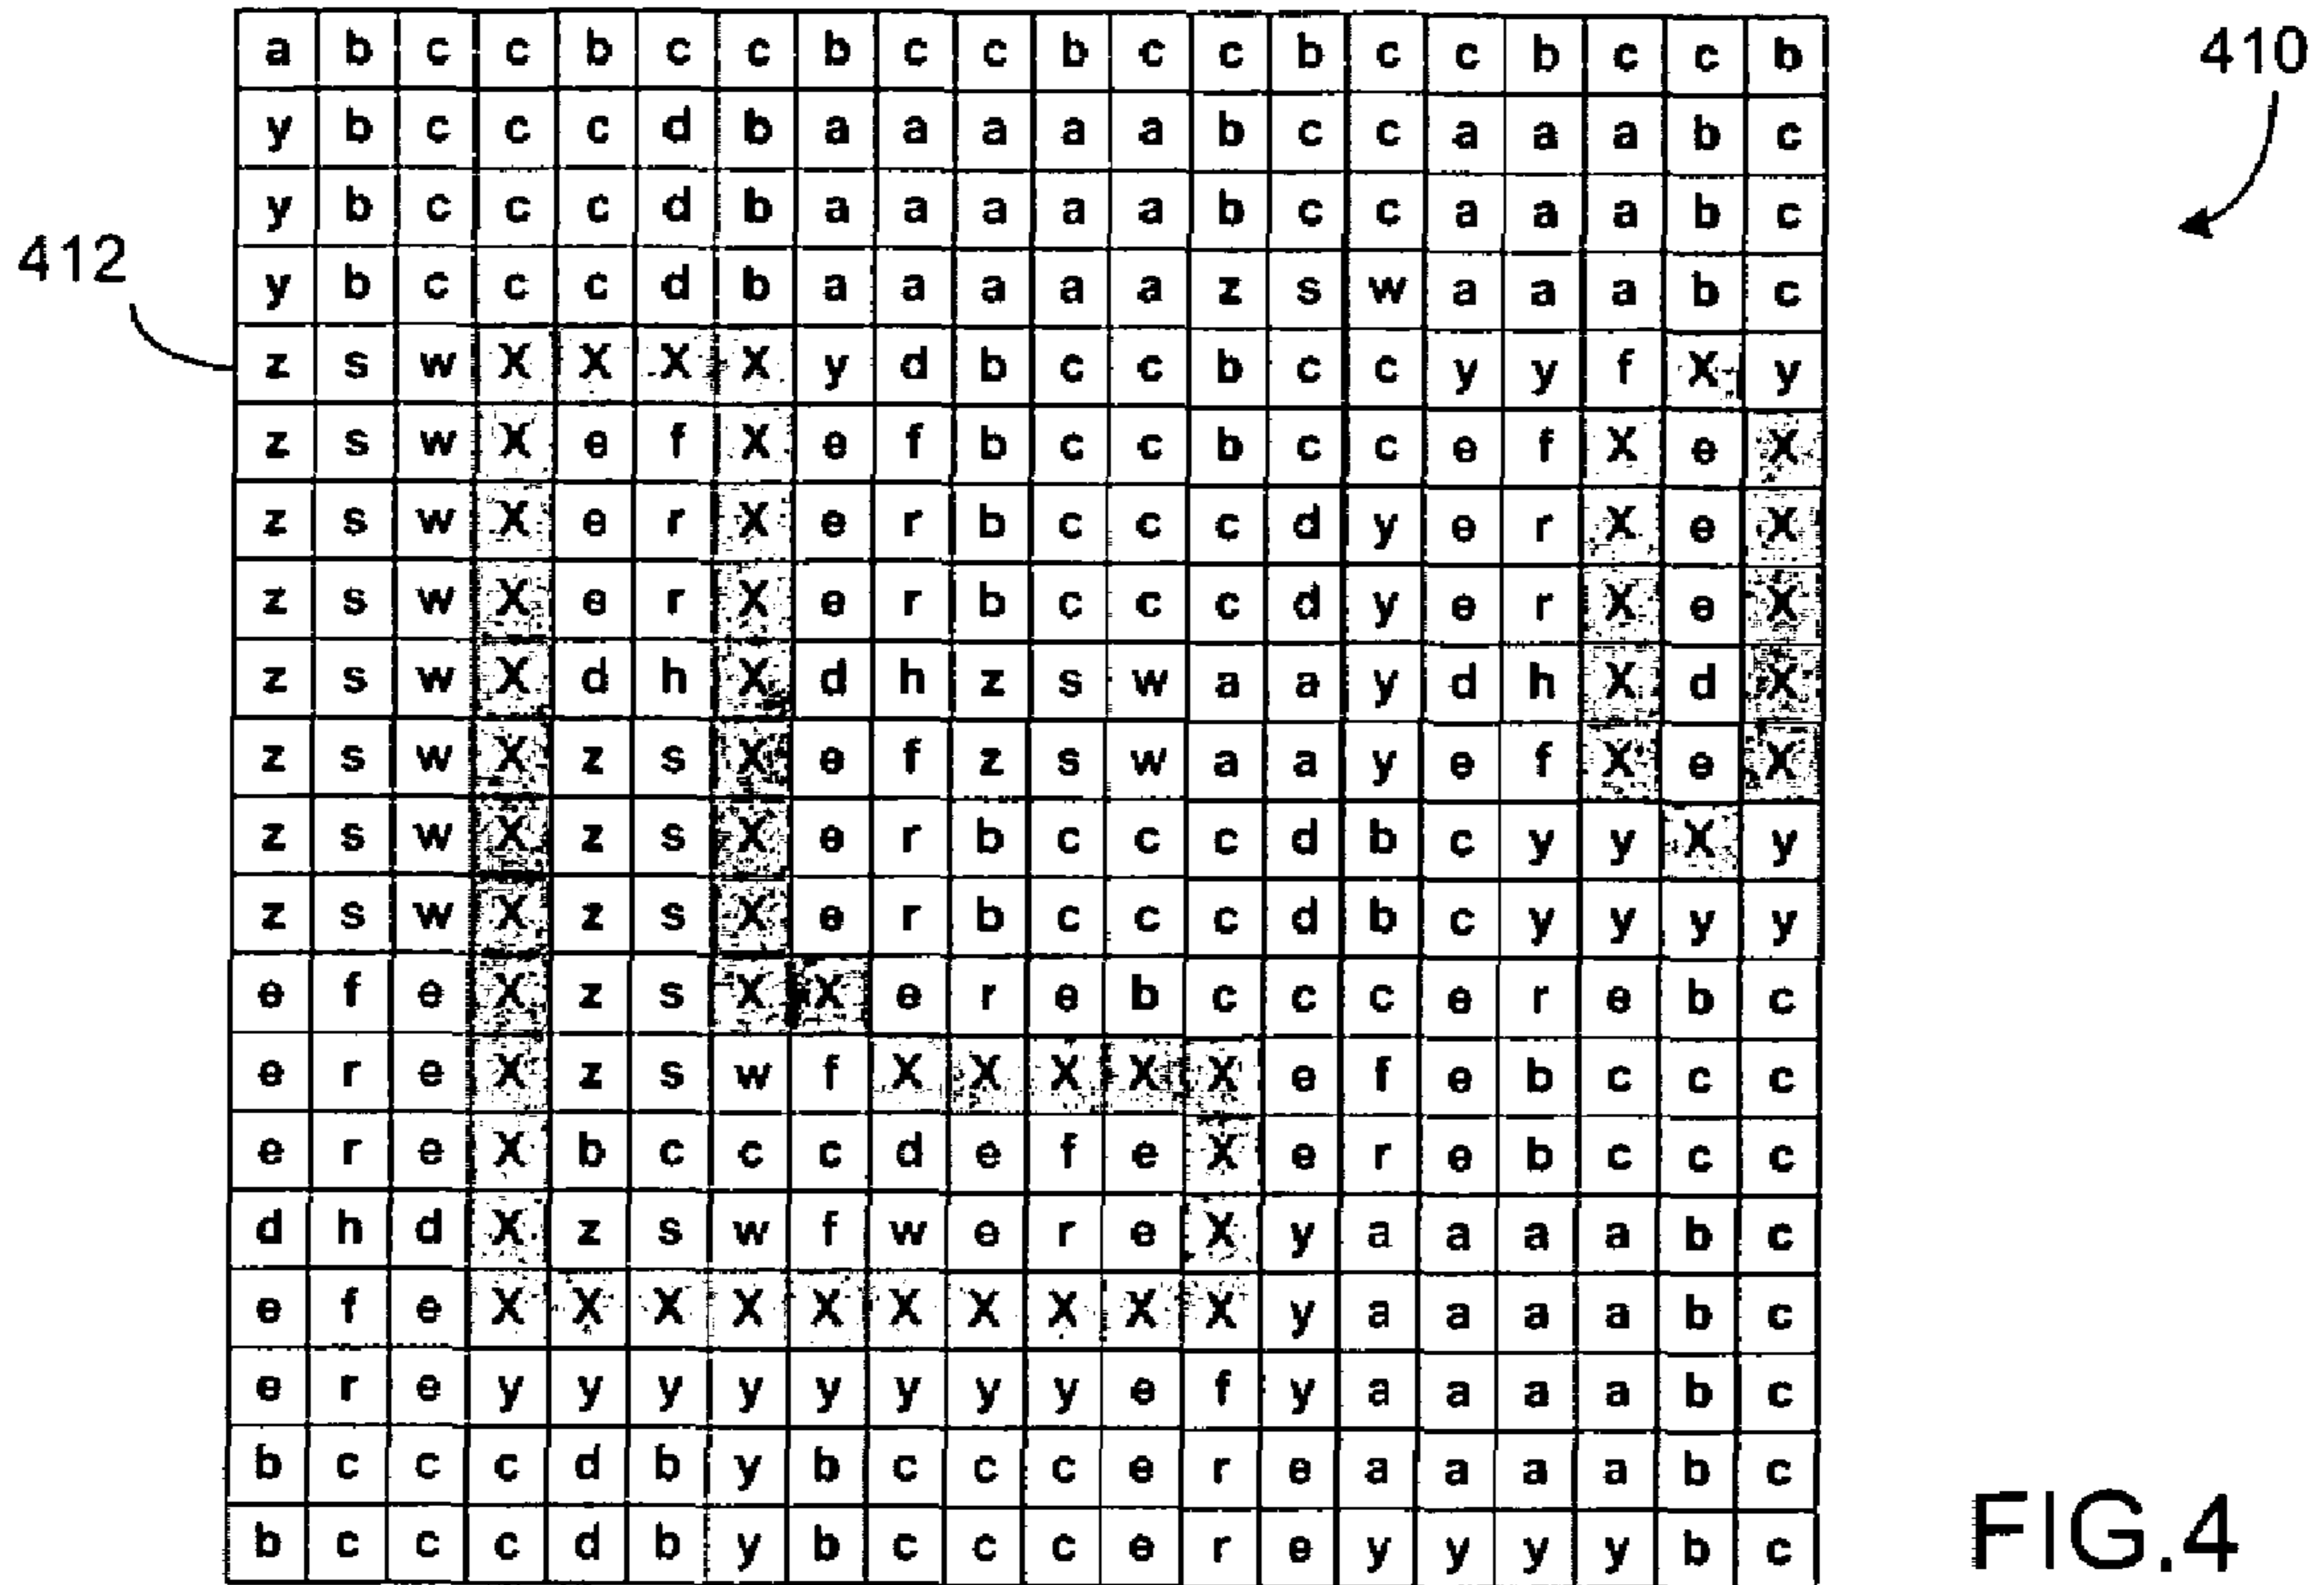 410
412
a b c c b c c b c c b c c b c c b c c b
y b c c c d b a a a a a b c c a a a b c
y b c c c d b a a a a a b c c a a a b c
y b c c c d b a a a a a z s w a a a b c
z s w X X X X y d b c c b c c y y f X y
z s w X e f X e f b c c b c c e f X e X
z s w X e r X e r b c c c d y e r X e X
z s w X e r X e r b c c c d y e r X e X
z s w X d h X d h z s w a a y d h X d X
z s w X z s X e f z s w a a y e f X e X
z s w X z s X e r b c c c d b c y y X y
z s w X z s X e r b c c c d b c y y y y
e f e X z s X X e r e b c c c e r e b c
e r e X z s w f X X X X X e f e b c c c
e r e X b c c c d e f e X e r e b c c c
d h d X z s w f w e r e X y a a a a b c
e f e X X X X X X X X X X y a a a a b c
e r e y y y y y y y y e f y a a a a b c
b c c c d b y b c c c e r e a a a a b c
b c c c d b y b c c c e r e y y y y b c
FIG.4